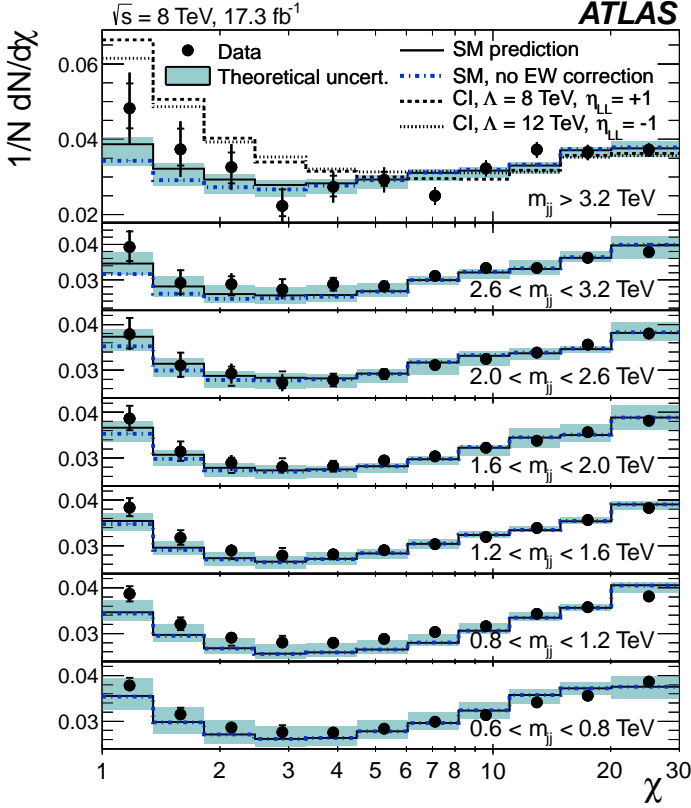 √s = 8 TeV, 17.3 fb⁻¹ ATLAS
1/N dN/dχ
Data
Theoretical uncert.
SM prediction
SM, no EW correction
CI, Λ = 8 TeV, η_LL = +1
CI, Λ = 12 TeV, η_LL = -1
0.06
0.04
0.02
m_jj > 3.2 TeV
0.04
0.03
2.6 < m_jj < 3.2 TeV
0.04
0.03
2.0 < m_jj < 2.6 TeV
0.04
0.03
1.6 < m_jj < 2.0 TeV
0.03
1.2 < m_jj < 1.6 TeV
0.04
0.03
0.8 < m_jj < 1.2 TeV
0.04
0.03
0.6 < m_jj < 0.8 TeV
1 2 3 4 5 6 7 8 10 20 30
χ